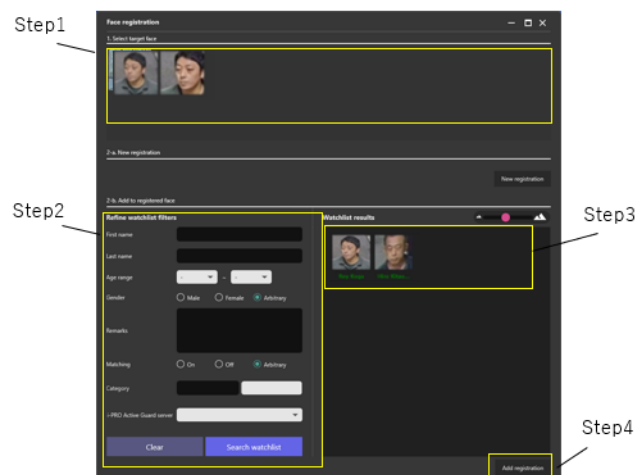 Step1
Face registration
1. Select target face
2-a. New registration
New registration
2-b. Add to registered face
Step2
Refine watchlist filters
Watchlist results
Step3
First name
Last name
Age range - - -
Gender Male Female Arbitrary
Remarks
Matching On Off Arbitrary
Category
i-PRO Active Guard server
Clear Search watchlist
Step4
Add registration